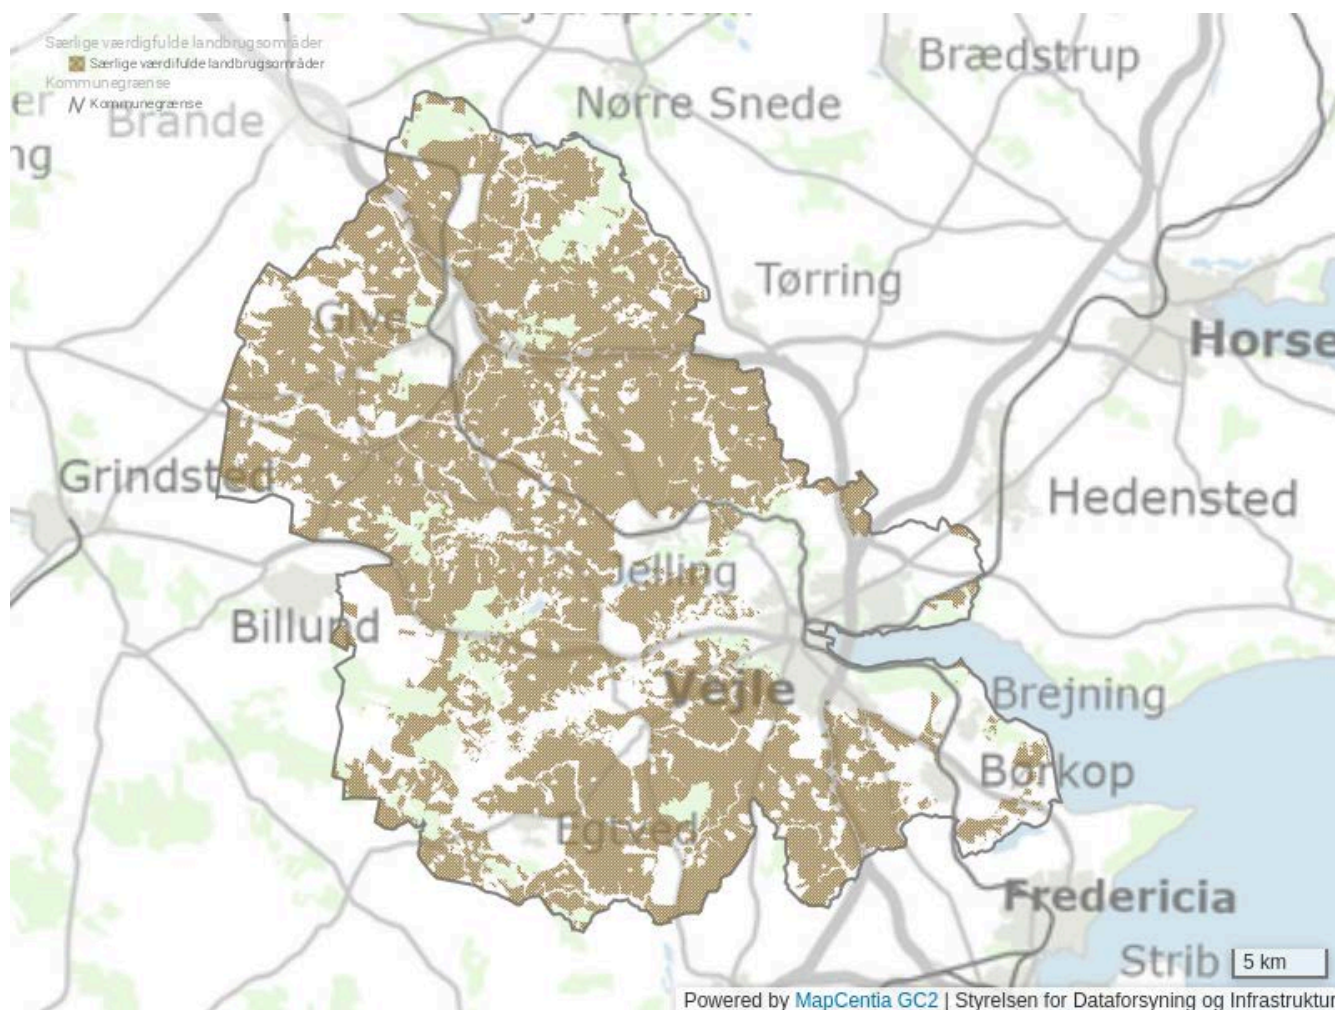 Særlige værdigfulde landbrugsområder
Særlige værdifulde landbrugsområder
Kommunegrænse
Kommunegrænse
Brædstrup
Nørre Snede
Brande
ng
Tørring
Give
Horse
Grindsted
Hedensted
Jelling
Billund
Vejle
Brejning
Børkop
Egtved
Fredericia
Strib
5 km
Powered by MapCentia GC2 | Styrelsen for Dataforsyning og Infrastruktur